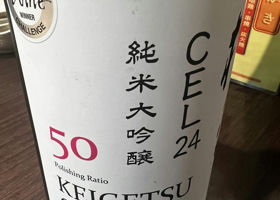 WINNER
CHALLENGE
CEL24
純米大吟醸
50
Polishing Ratio
KEIGETSU